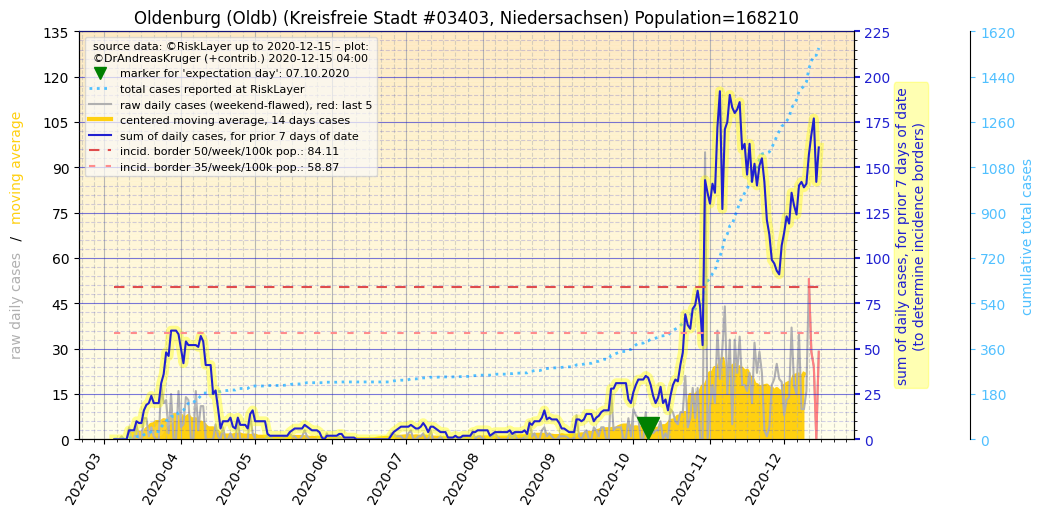 Oldenburg (Oldb) (Kreisfreie Stadt #03403, Niedersachsen) Population=168210
source data: ©RiskLayer up to 2020-12-15 – plot:
©DrAndreasKruger (+contrib.) 2020-12-15 04:00
marker for 'expectation day': 07.10.2020
total cases reported at RiskLayer
raw daily cases (weekend-flawed), red: last 5
centered moving average, 14 days cases
sum of daily cases, for prior 7 days of date
incid. border 50/week/100k pop.: 84.11
incid. border 35/week/100k pop.: 58.87
raw daily cases / moving average
135
120
105
90
75
60
45
30
15
0
225
200
175
150
125
100
75
50
25
0
sum of daily cases, for prior 7 days of date
(to determine incidence borders)
1620
1440
1260
1080
900
720
540
360
180
0
cumulative total cases
2020-03
2020-04
2020-05
2020-06
2020-07
2020-08
2020-09
2020-10
2020-11
2020-12